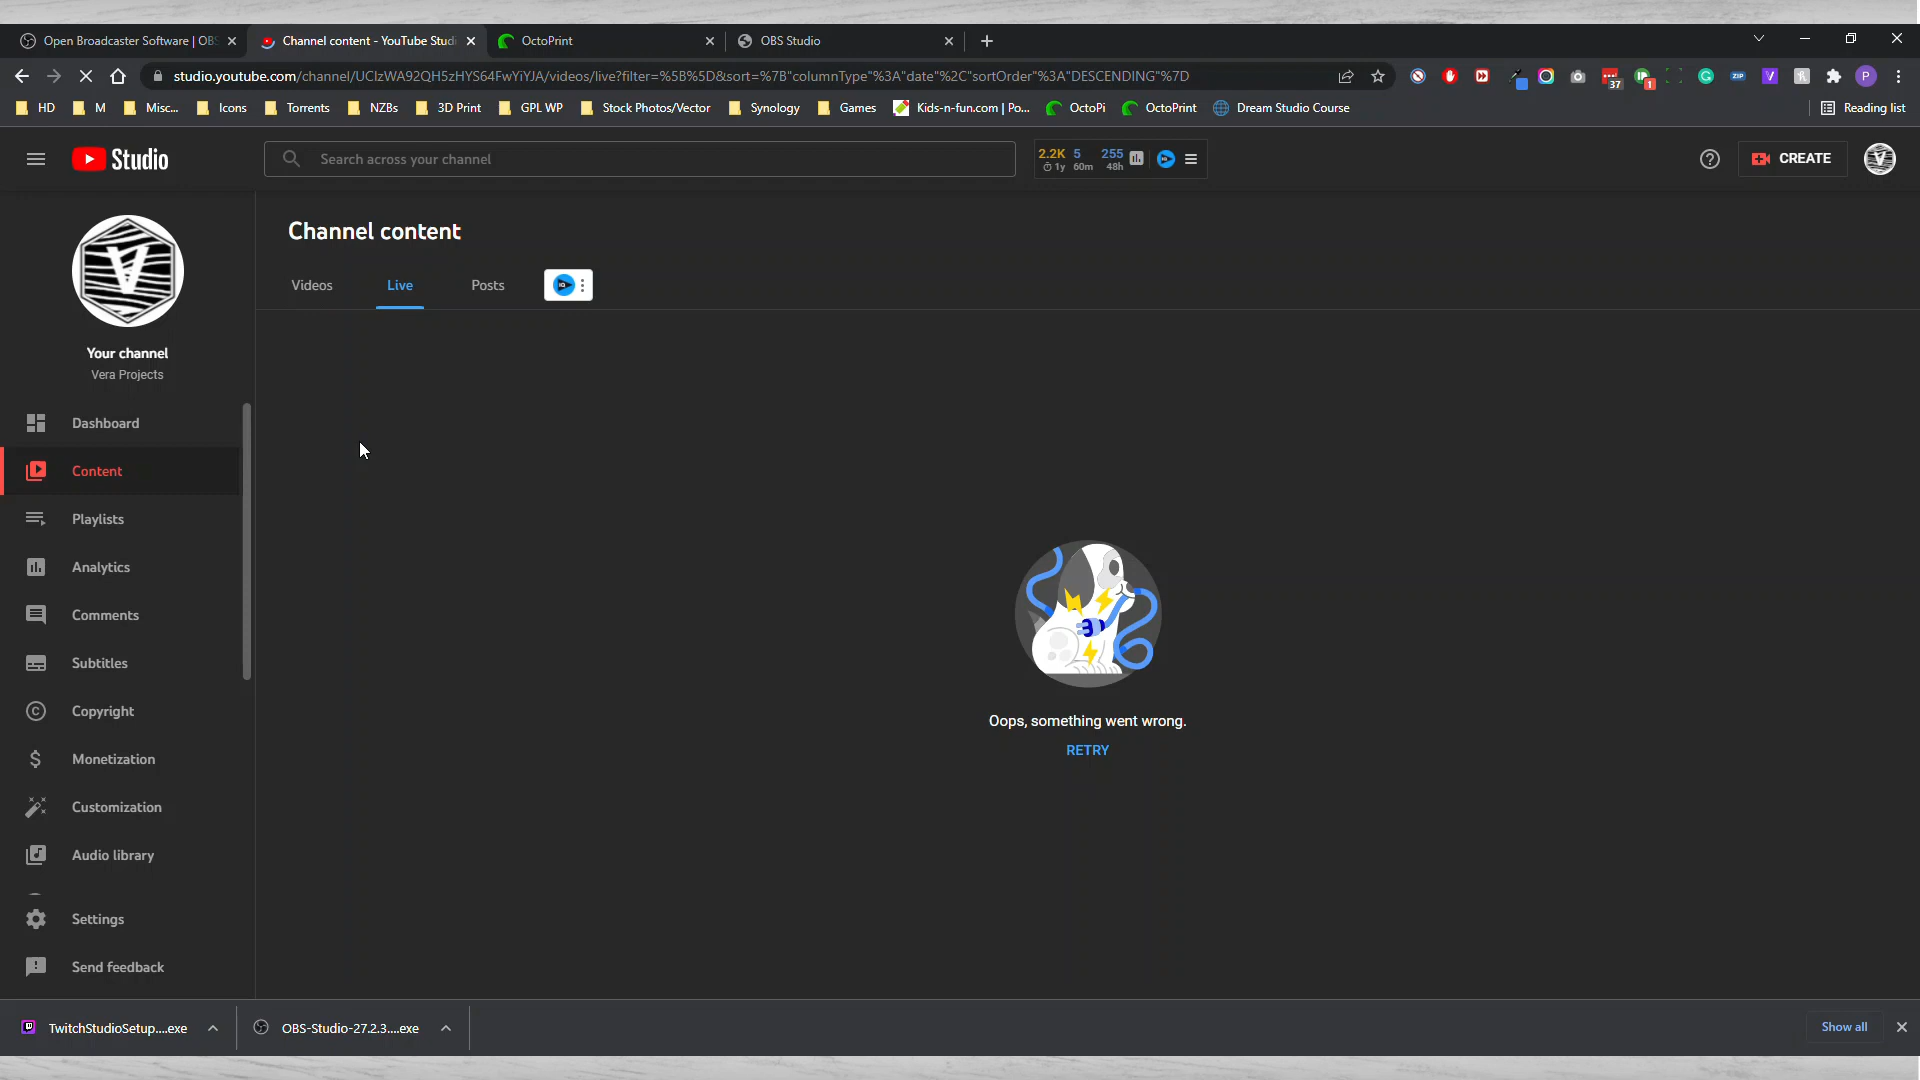 Open Broadcaster Software | OBS
Channel content - YouTube Studi
OctoPrint
OBS Studio
studio.youtube.com/channel/UCIzWA92QH5zHYS64FwYiYJA/videos/live?filter=%5B%5D&sort=%7B"columnType"%3A"date"%2C"sortOrder"%3A"DESCENDING"%7D
37
1
ZIP
P
HD
M
Misc...
Icons
Torrents
NZBs
3D Print
GPL WP
Stock Photos/Vector
Synology
Games
Kids-n-fun.com | Po...
OctoPi
OctoPrint
Dream Studio Course
Reading list
Studio
Search across your channel
2.2K 5 255
1y 60m 48h
CREATE
Channel content
Videos
Live
Posts
Your channel
Vera Projects
Dashboard
Content
Playlists
Analytics
Comments
Subtitles
Copyright
Monetization
Customization
Audio library
Settings
Send feedback
Oops, something went wrong.
RETRY
TwitchStudioSetup....exe
OBS-Studio-27.2.3....exe
Show all